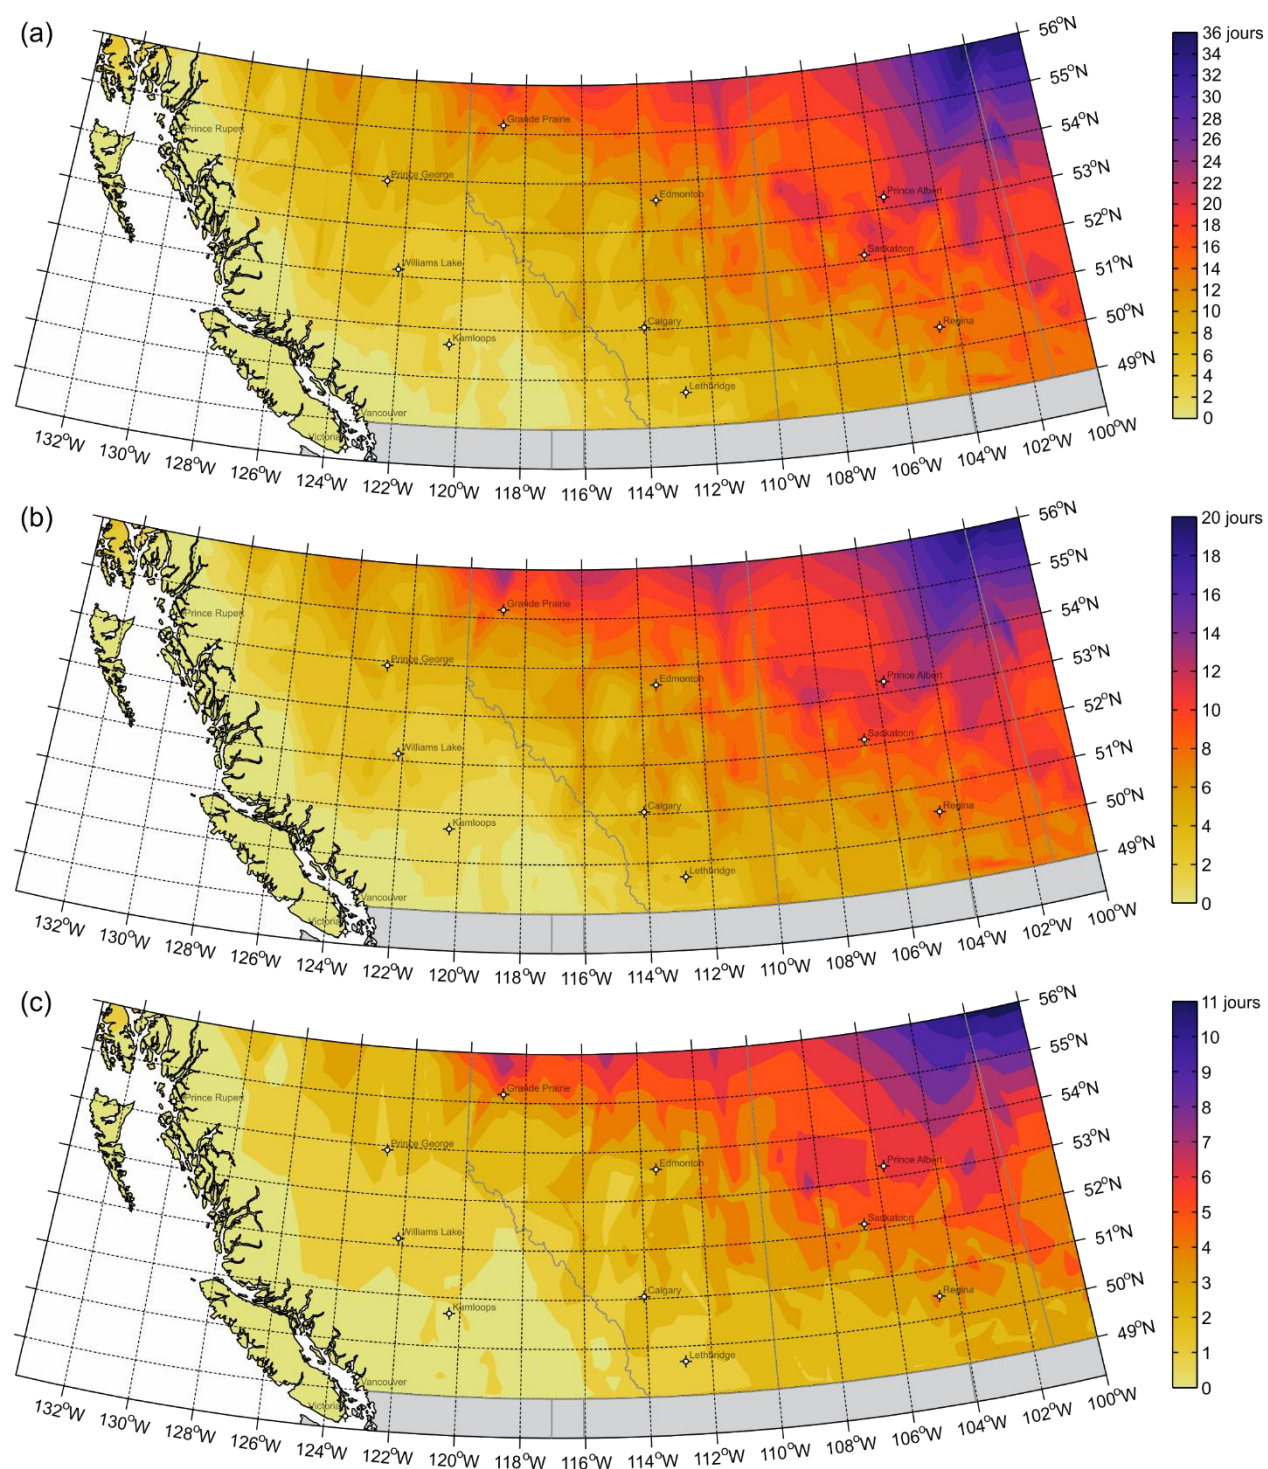 (a)
Prince Rupert
Grande Prairie
Prince George
Edmonton
Prince Albert
Williams Lake
Saskatoon
Kamloops
Calgary
Regina
Lethbridge
Vancouver
Victoria
56°N
55°N
54°N
53°N
52°N
51°N
50°N
49°N
132°W
130°W
128°W
126°W
124°W
122°W
120°W
118°W
116°W
114°W
112°W
110°W
108°W
106°W
104°W
102°W
100°W
36 jours
34
32
30
28
26
24
22
20
18
16
14
12
10
8
6
4
2
0
(b)
Prince Rupert
Grande Prairie
Prince George
Edmonton
Prince Albert
Williams Lake
Saskatoon
Kamloops
Calgary
Regina
Lethbridge
Vancouver
Victoria
56°N
55°N
54°N
53°N
52°N
51°N
50°N
49°N
132°W
130°W
128°W
126°W
124°W
122°W
120°W
118°W
116°W
114°W
112°W
110°W
108°W
106°W
104°W
102°W
100°W
20 jours
18
16
14
12
10
8
6
4
2
0
(c)
Prince Rupert
Grande Prairie
Prince George
Edmonton
Prince Albert
Williams Lake
Saskatoon
Kamloops
Calgary
Regina
Lethbridge
Vancouver
Victoria
56°N
55°N
54°N
53°N
52°N
51°N
50°N
49°N
132°W
130°W
128°W
126°W
124°W
122°W
120°W
118°W
116°W
114°W
112°W
110°W
108°W
106°W
104°W
102°W
100°W
11 jours
10
9
8
7
6
5
4
3
2
1
0